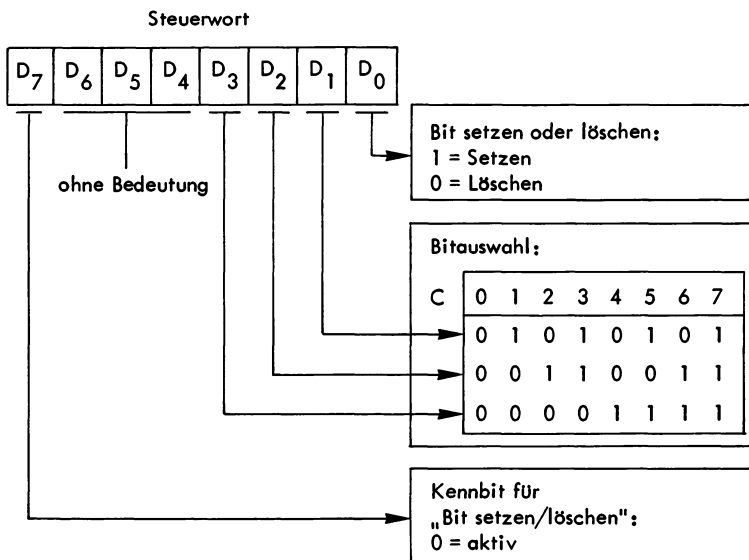 Steuerwort
D7 D6 D5 D4 D3 D2 D1 D0
ohne Bedeutung
Bit setzen oder löschen:
1 = Setzen
0 = Löschen
Bitauswahl:
C 0 1 2 3 4 5 6 7
0 1 0 1 0 1 0 1
0 0 1 1 0 0 1 1
0 0 0 0 1 1 1 1
Kennbit für
„Bit setzen/löschen":
0 = aktiv